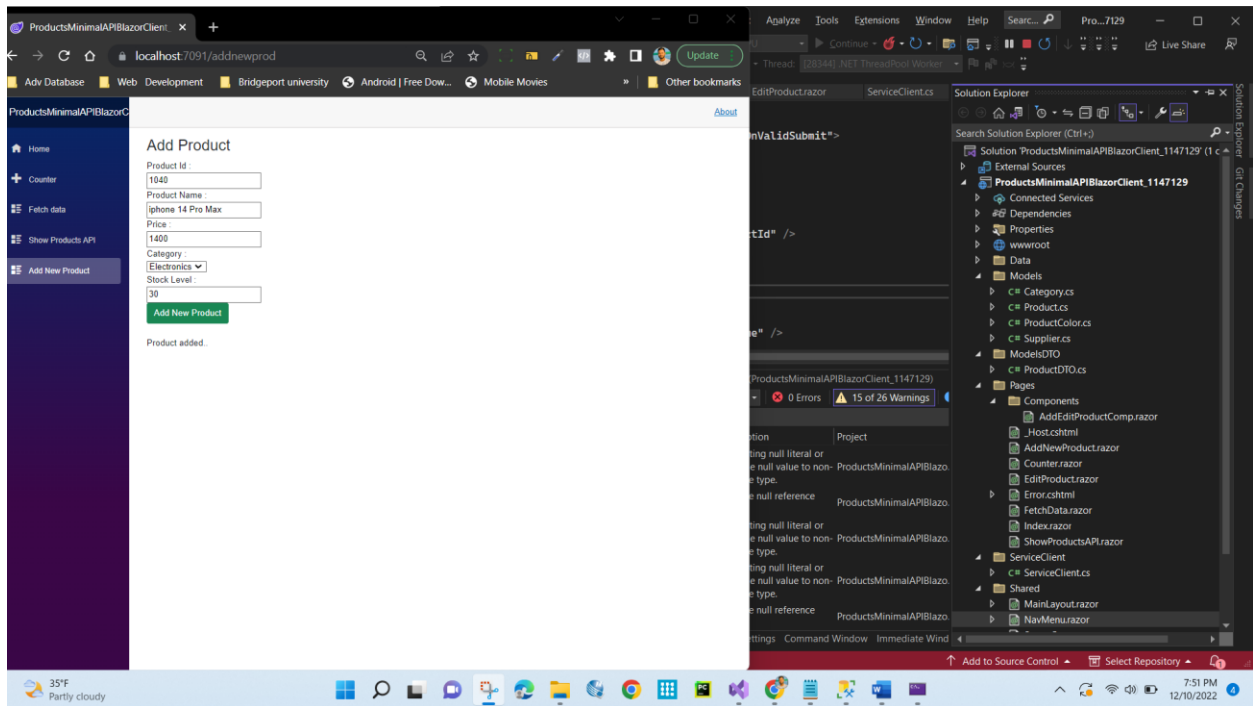 ProductsMinimalAPIBlazorClient_
localhost:7091/addnewprod
Update
Adv Database
Web Development
Bridgeport university
Android | Free Dow...
Mobile Movies
»
Other bookmarks
ProductsMinimalAPIBlazorC
About
Home
Counter
Fetch data
Show Products API
Add New Product
Add Product
Product Id :
1040
Product Name :
iphone 14 Pro Max
Price :
1400
Category :
Electronics
Stock Level :
30
Add New Product
Product added..
Analyze Tools Extensions Window Help Searc... Pro...7129
Continue
Live Share
Thread: [28344] .NET ThreadPool Worker
EditProduct.razor ServiceClient.cs
nValidSubmit">
tId" />
e" />
(ProductsMinimalAPIBlazorClient_1147129)
0 Errors 15 of 26 Warnings
ption Project
ting null literal or
e null value to non- ProductsMinimalAPIBlazo.
e type.
e null reference
ProductsMinimalAPIBlazo.
ting null literal or
e null value to non- ProductsMinimalAPIBlazo.
e type.
ting null literal or
e null value to non- ProductsMinimalAPIBlazo.
e type.
e null reference
ProductsMinimalAPIBlazo.
ttings Command Window Immediate Wind
Solution Explorer
Search Solution Explorer (Ctrl+;)
Solution 'ProductsMinimalAPIBlazorClient_1147129' (1 c
External Sources
ProductsMinimalAPIBlazorClient_1147129
Connected Services
Dependencies
Properties
wwwroot
Data
Models
C# Category.cs
C# Product.cs
C# ProductColor.cs
C# Supplier.cs
ModelsDTO
C# ProductDTO.cs
Pages
Components
AddEditProductComp.razor
_Host.cshtml
AddNewProduct.razor
Counter.razor
EditProduct.razor
Error.cshtml
FetchData.razor
Index.razor
ShowProductsAPI.razor
ServiceClient
C# ServiceClient.cs
Shared
MainLayout.razor
NavMenu.razor
Solution Explorer
Git Changes
Add to Source Control
Select Repository
35°F
Partly cloudy
7:51 PM
12/10/2022
4